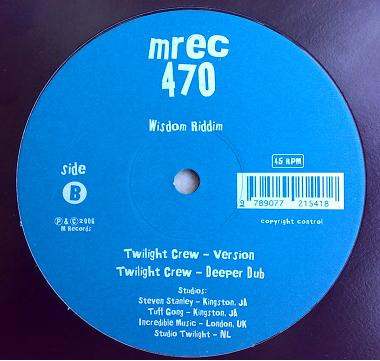 mrec
470
Wisdom Riddim
side
B
45 RPM
9 789077 215418
copyright control
℗ & © 2006
M Records
Twilight Crew – Version
Twilight Crew – Deeper Dub
Studios:
Steven Stanley – Kingston, JA
Tuff Gong – Kingston, JA
Incredible Music – London, UK
Studio Twilight – NL